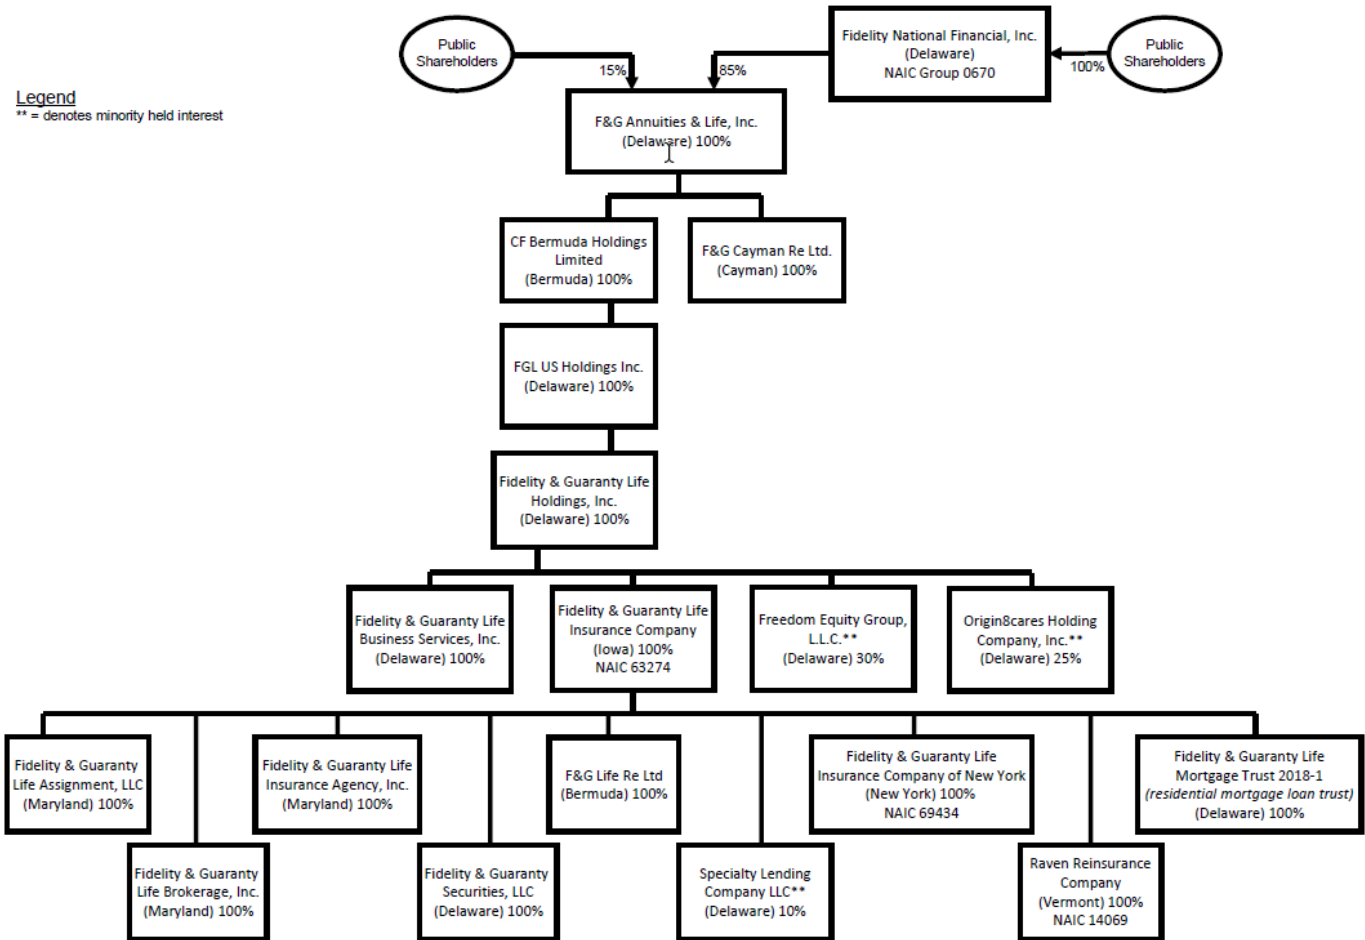 Public
Shareholders
Fidelity National Financial, Inc.
(Delaware)
NAIC Group 0670
Public
Shareholders
15%
85%
100%
Legend
** = denotes minority held interest
F&G Annuities & Life, Inc.
(Delaware) 100%
CF Bermuda Holdings
Limited
(Bermuda) 100%
F&G Cayman Re Ltd.
(Cayman) 100%
FGL US Holdings Inc.
(Delaware) 100%
Fidelity & Guaranty Life
Holdings, Inc.
(Delaware) 100%
Fidelity & Guaranty Life
Business Services, Inc.
(Delaware) 100%
Fidelity & Guaranty Life
Insurance Company
(Iowa) 100%
NAIC 63274
Freedom Equity Group,
L.L.C.**
(Delaware) 30%
Origin8cares Holding
Company, Inc.**
(Delaware) 25%
Fidelity & Guaranty
Life Assignment, LLC
(Maryland) 100%
Fidelity & Guaranty Life
Insurance Agency, Inc.
(Maryland) 100%
F&G Life Re Ltd
(Bermuda) 100%
Fidelity & Guaranty Life
Insurance Company of New York
(New York) 100%
NAIC 69434
Fidelity & Guaranty Life
Mortgage Trust 2018-1
(residential mortgage loan trust)
(Delaware) 100%
Fidelity & Guaranty
Life Brokerage, Inc.
(Maryland) 100%
Fidelity & Guaranty
Securities, LLC
(Delaware) 100%
Specialty Lending
Company LLC**
(Delaware) 10%
Raven Reinsurance
Company
(Vermont) 100%
NAIC 14069